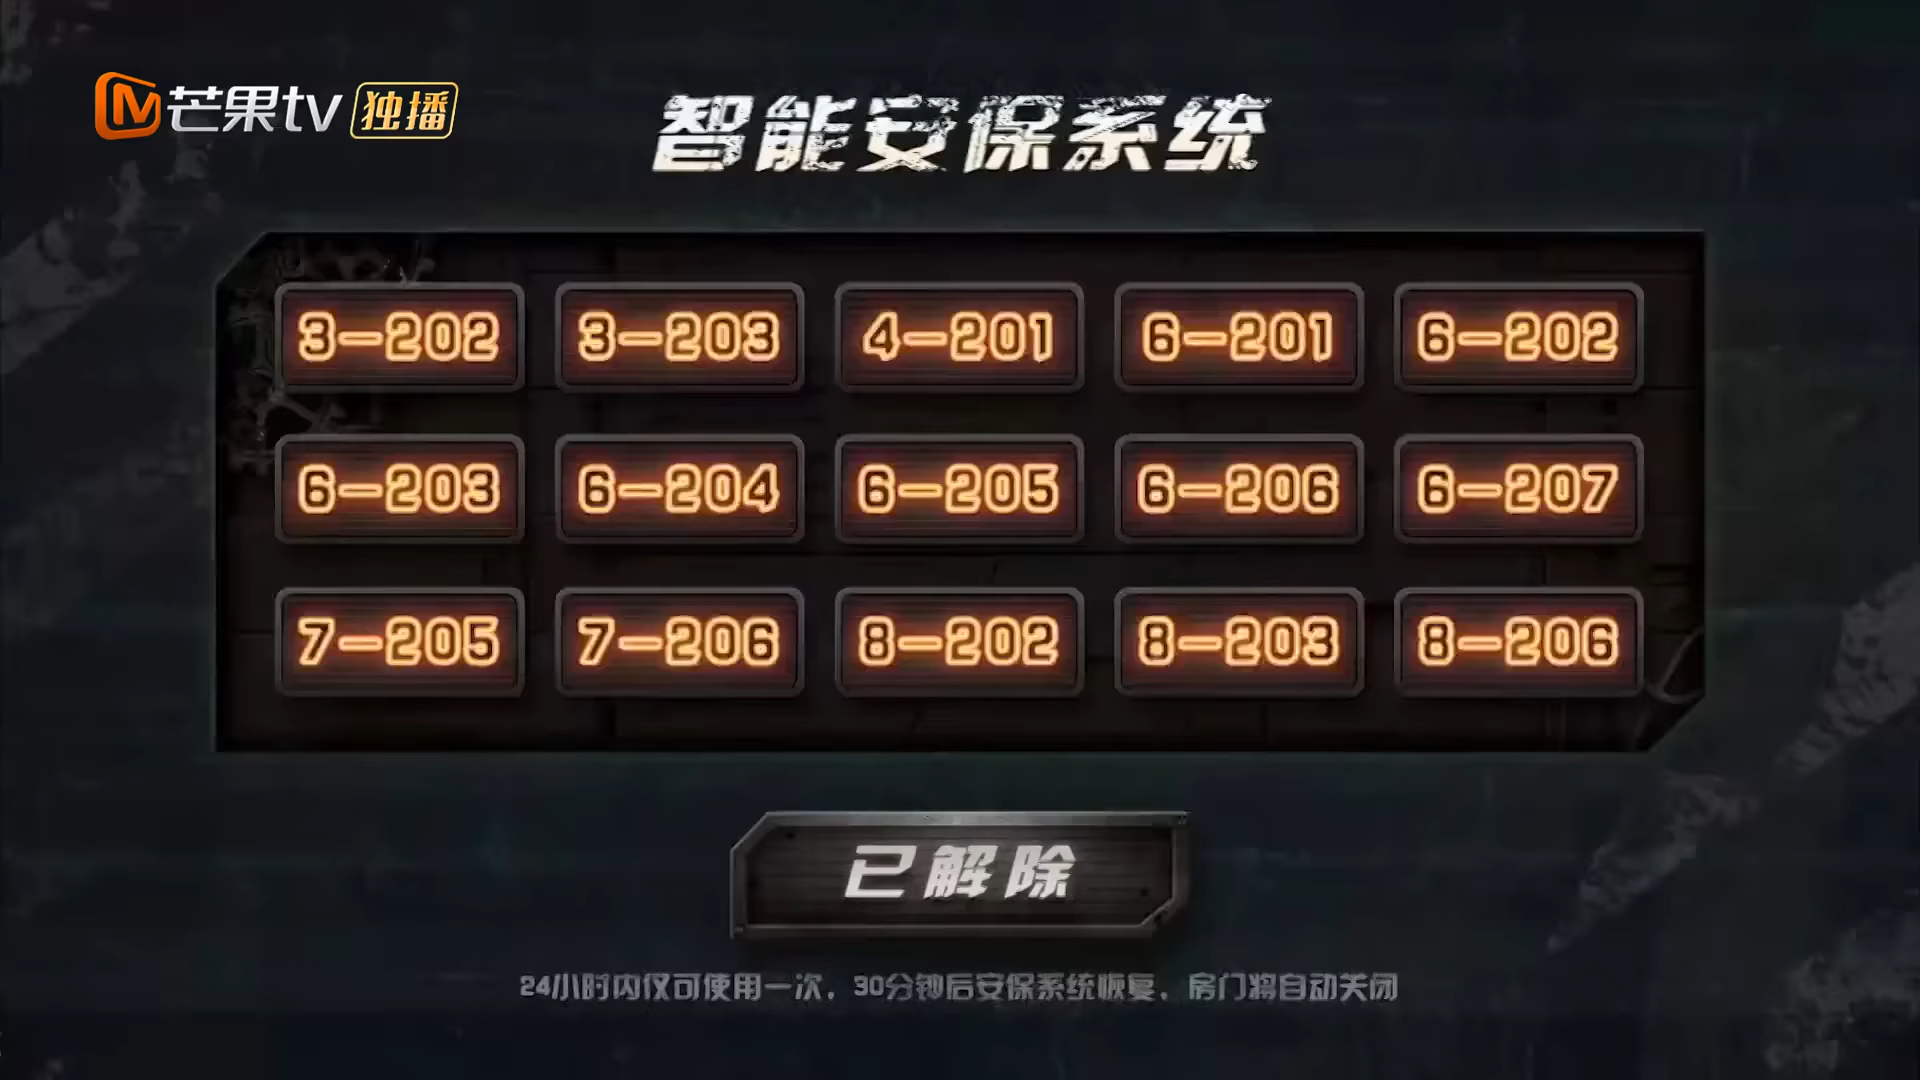 芒果tv 独播
智能安保系统
3-202 3-203 4-201 6-201 6-202
6-203 6-204 6-205 6-206 6-207
7-205 7-206 8-202 8-203 8-206
已解除
24小时内仅可使用一次，30分钟后安保系统恢复，房门将自动关闭